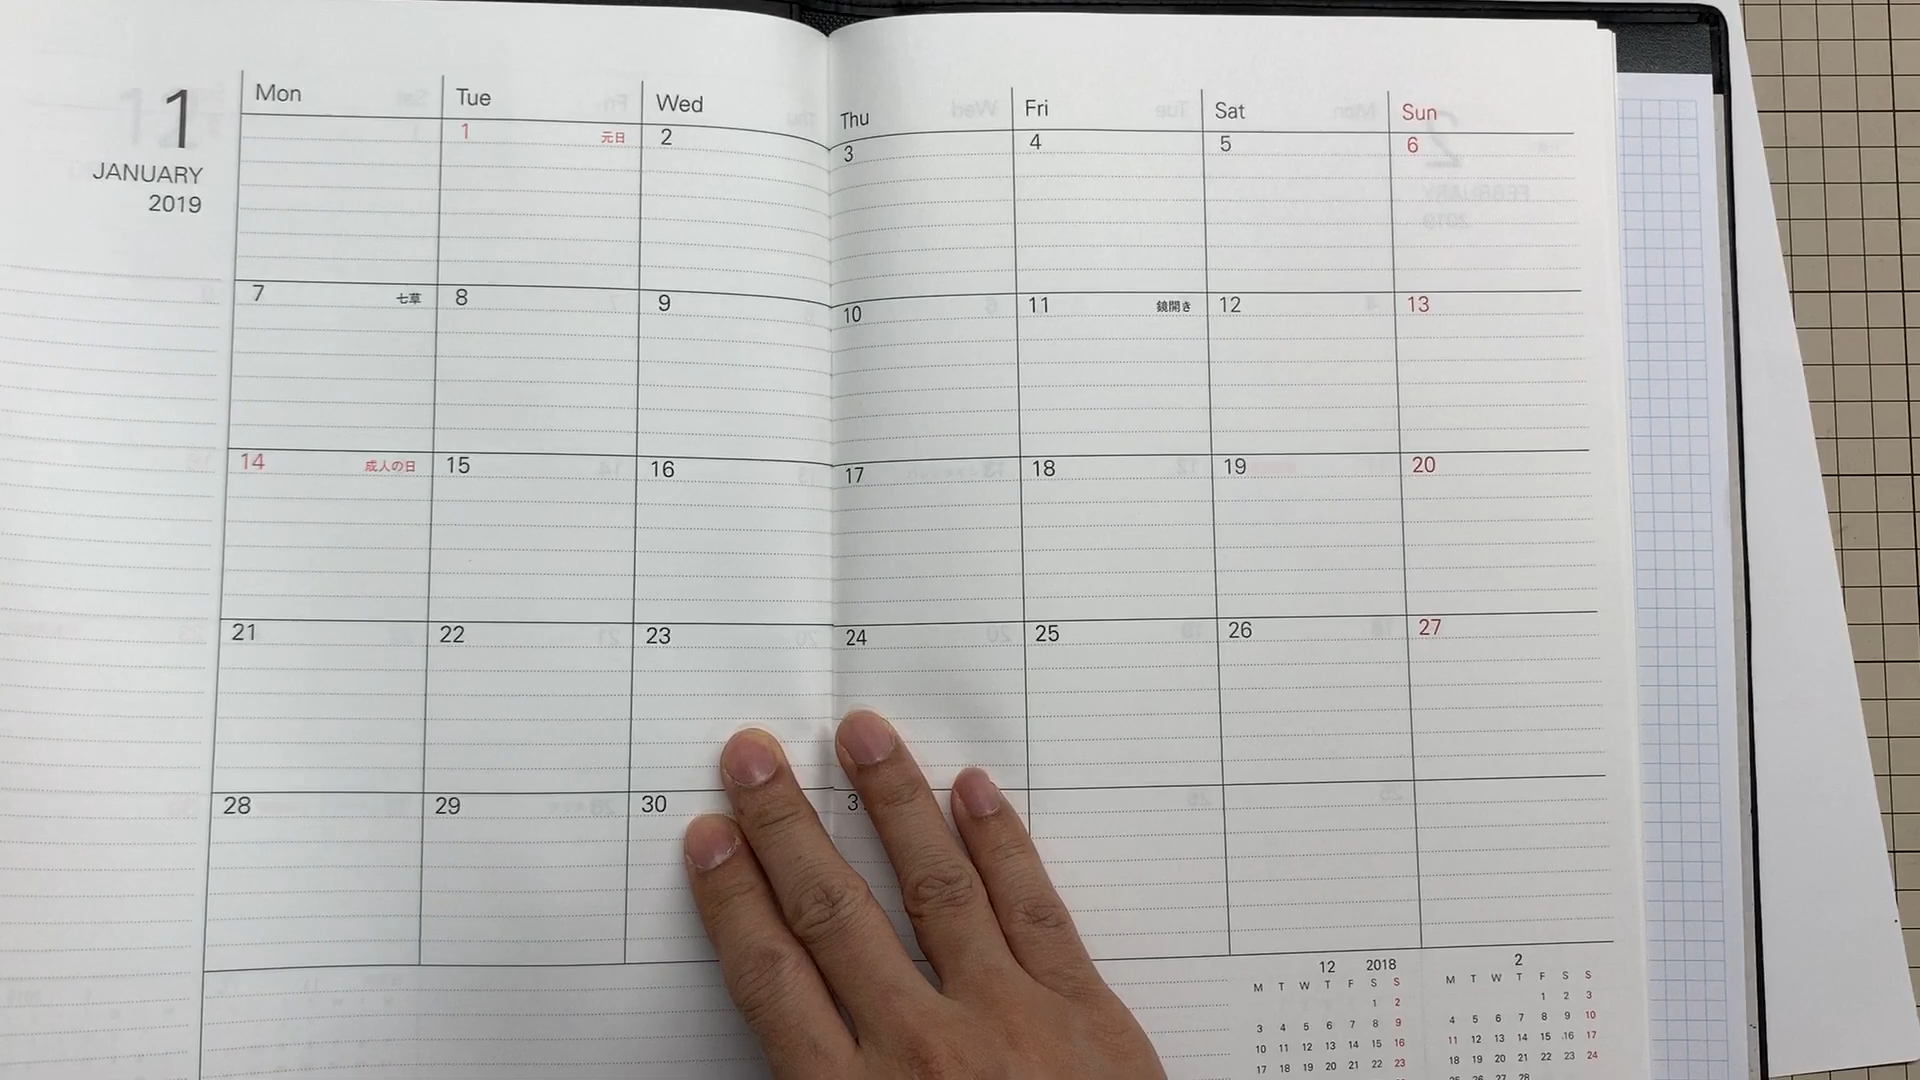 1
JANUARY
2019
Mon Tue Wed Thu Fri Sat Sun
1 元日 2 3 4 5 6
7 七草 8 9 10 11 鏡開き 12 13
14 成人の日 15 16 17 18 19 20
21 22 23 24 25 26 27
28 29 30 31
12 2018
M T W T F S S
1 2
3 4 5 6 7 8 9
10 11 12 13 14 15 16
17 18 19 20 21 22 23
2
M T W T F S S
1 2 3
4 5 6 7 8 9 10
11 12 13 14 15 16 17
18 19 20 21 22 23 24
25 26 27 28